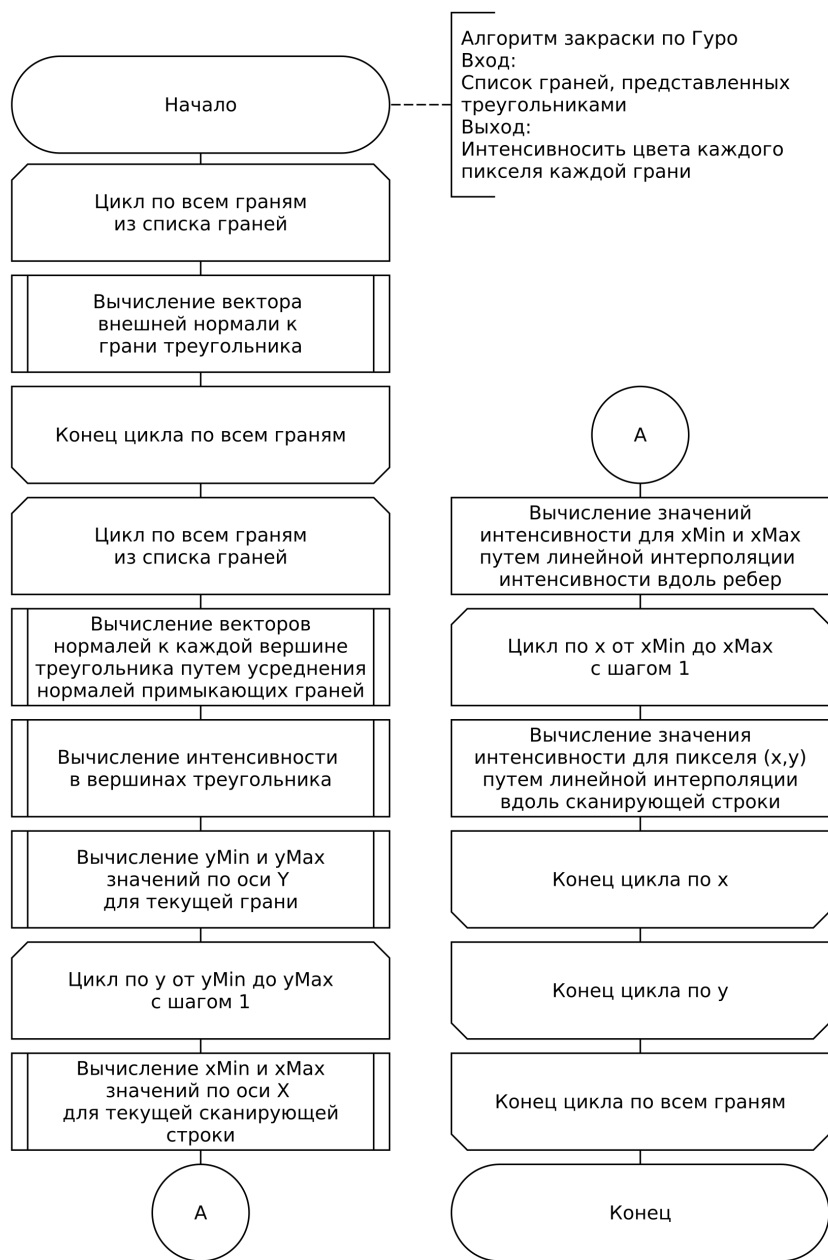 Начало
Алгоритм закраски по Гуро
Вход:
Список граней, представленных
треугольниками
Выход:
Интенсивносить цвета каждого
пикселя каждой грани
Цикл по всем граням
из списка граней
Вычисление вектора
внешней нормали к
грани треугольника
Конец цикла по всем граням
Цикл по всем граням
из списка граней
Вычисление векторов
нормалей к каждой вершине
треугольника путем усреднения
нормалей примыкающих граней
Вычисление интенсивности
в вершинах треугольника
Вычисление yMin и yMax
значений по оси Y
для текущей грани
Цикл по y от yMin до yMax
с шагом 1
Вычисление xMin и xMax
значений по оси X
для текущей сканирующей
строки
А
А
Вычисление значений
интенсивности для xMin и xMax
путем линейной интерполяции
интенсивности вдоль ребер
Цикл по x от xMin до xMax
с шагом 1
Вычисление значения
интенсивности для пикселя (x,y)
путем линейной интерполяции
вдоль сканирующей строки
Конец цикла по x
Конец цикла по y
Конец цикла по всем граням
Конец